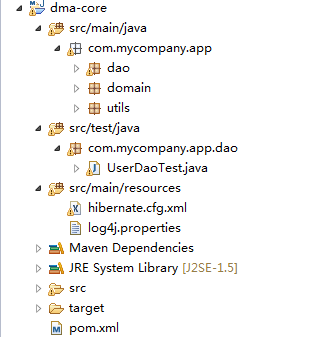 dma-core
src/main/java
com.mycompany.app
dao
domain
utils
src/test/java
com.mycompany.app.dao
UserDaoTest.java
src/main/resources
hibernate.cfg.xml
log4j.properties
Maven Dependencies
JRE System Library [J2SE-1.5]
src
target
pom.xml